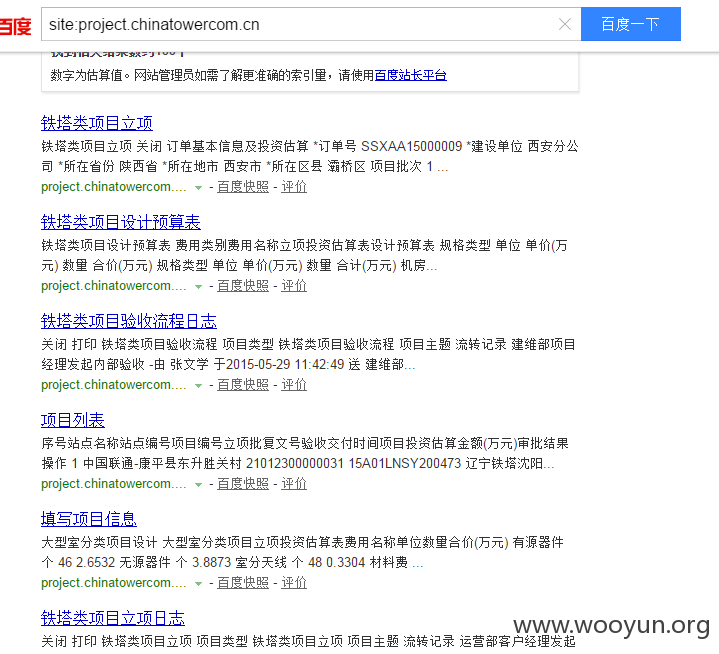 百度
site:project.chinatowercom.cn
百度一下
数字为估算值。网站管理员如需了解更准确的索引量，请使用百度站长平台
铁塔类项目立项
铁塔类项目立项 关闭 订单基本信息及投资估算 *订单号 SSXAA15000009 *建设单位 西安分公
司 *所在省份 陕西省 *所在地市 西安市 *所在区县 灞桥区 项目批次 1 ...
project.chinatowercom.... - 百度快照 - 评价
铁塔类项目设计预算表
铁塔类项目设计预算表 费用类别费用名称立项投资估算表设计预算表 规格类型 单位 单价(万
元) 数量 合价(万元) 规格类型 单位 单价(万元) 数量 合计(万元) 机房...
project.chinatowercom.... - 百度快照 - 评价
铁塔类项目验收流程日志
关闭 打印 铁塔类项目验收流程 项目类型 铁塔类项目验收流程 项目主题 流转记录 建维部项目
经理发起内部验收 -由 张文学 于2015-05-29 11:42:49 送 建维部...
project.chinatowercom.... - 百度快照 - 评价
项目列表
序号站点名称站点编号项目编号立项批复文号验收交付时间项目投资估算金额(万元)审批结果
操作 1 中国联通-康平县东升胜关村 21012300000031 15A01LNSY200473 辽宁铁塔沈阳...
project.chinatowercom.... - 百度快照 - 评价
填写项目信息
大型室分类项目设计 大型室分类项目立项投资估算表费用名称单位数量合价(万元) 有源器件
个 46 2.6532 无源器件 个 3.8873 室分天线 个 48 0.3304 材料费 ...
project.chinatowercom.... - 百度快照 - 评价
铁塔类项目立项日志
关闭 打印 铁塔类项目立项 项目类型 铁塔类项目立项 项目主题 流转记录 运营部客户经理发起
www.wooyun.org